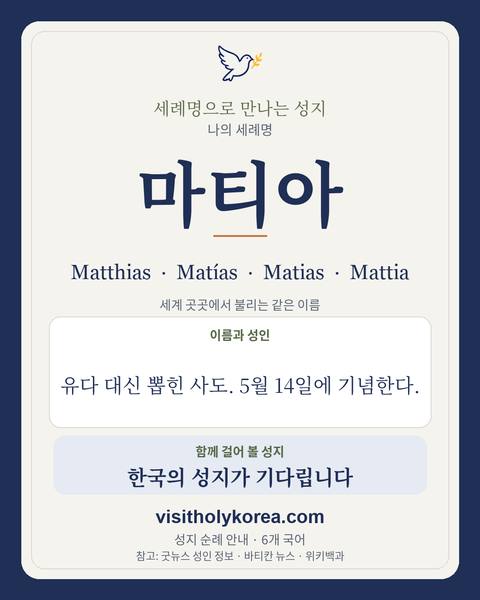 세례명으로 만나는 성지
나의 세례명
마티아
Matthias · Matías · Matias · Mattia
세계 곳곳에서 불리는 같은 이름
이름과 성인
유다 대신 뽑힌 사도. 5월 14일에 기념한다.
함께 걸어 볼 성지
한국의 성지가 기다립니다
visitholykorea.com
성지 순례 안내 · 6개 국어
참고: 굿뉴스 성인 정보 · 바티칸 뉴스 · 위키백과